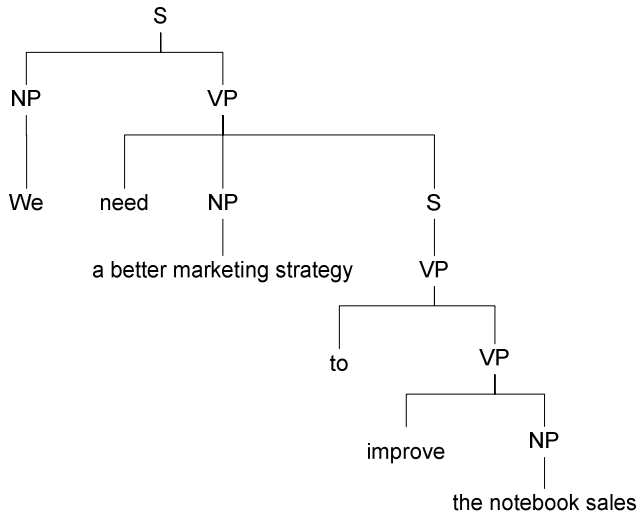 S
NP VP
We need NP S
a better marketing strategy VP
to VP
improve NP
the notebook sales